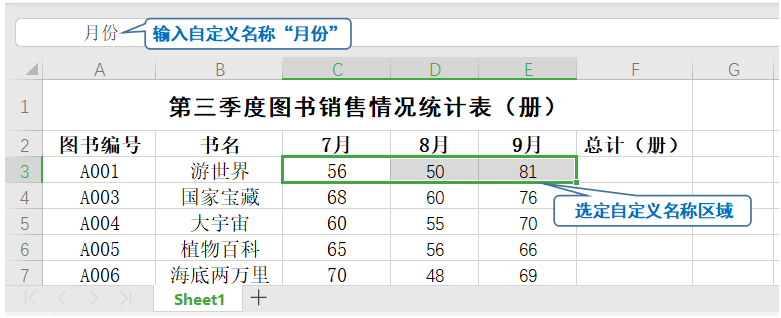 月份 输入自定义名称“月份”
A B C D E F G
1 第三季度图书销售情况统计表（册）
2 图书编号 书名 7月 8月 9月 总计（册）
3 A001 游世界 56 50 81
4 A003 国家宝藏 68 60 76
选定自定义名称区域
5 A004 大宇宙 60 55 70
6 A005 植物百科 65 56 66
7 A006 海底两万里 70 48 69
Sheet1